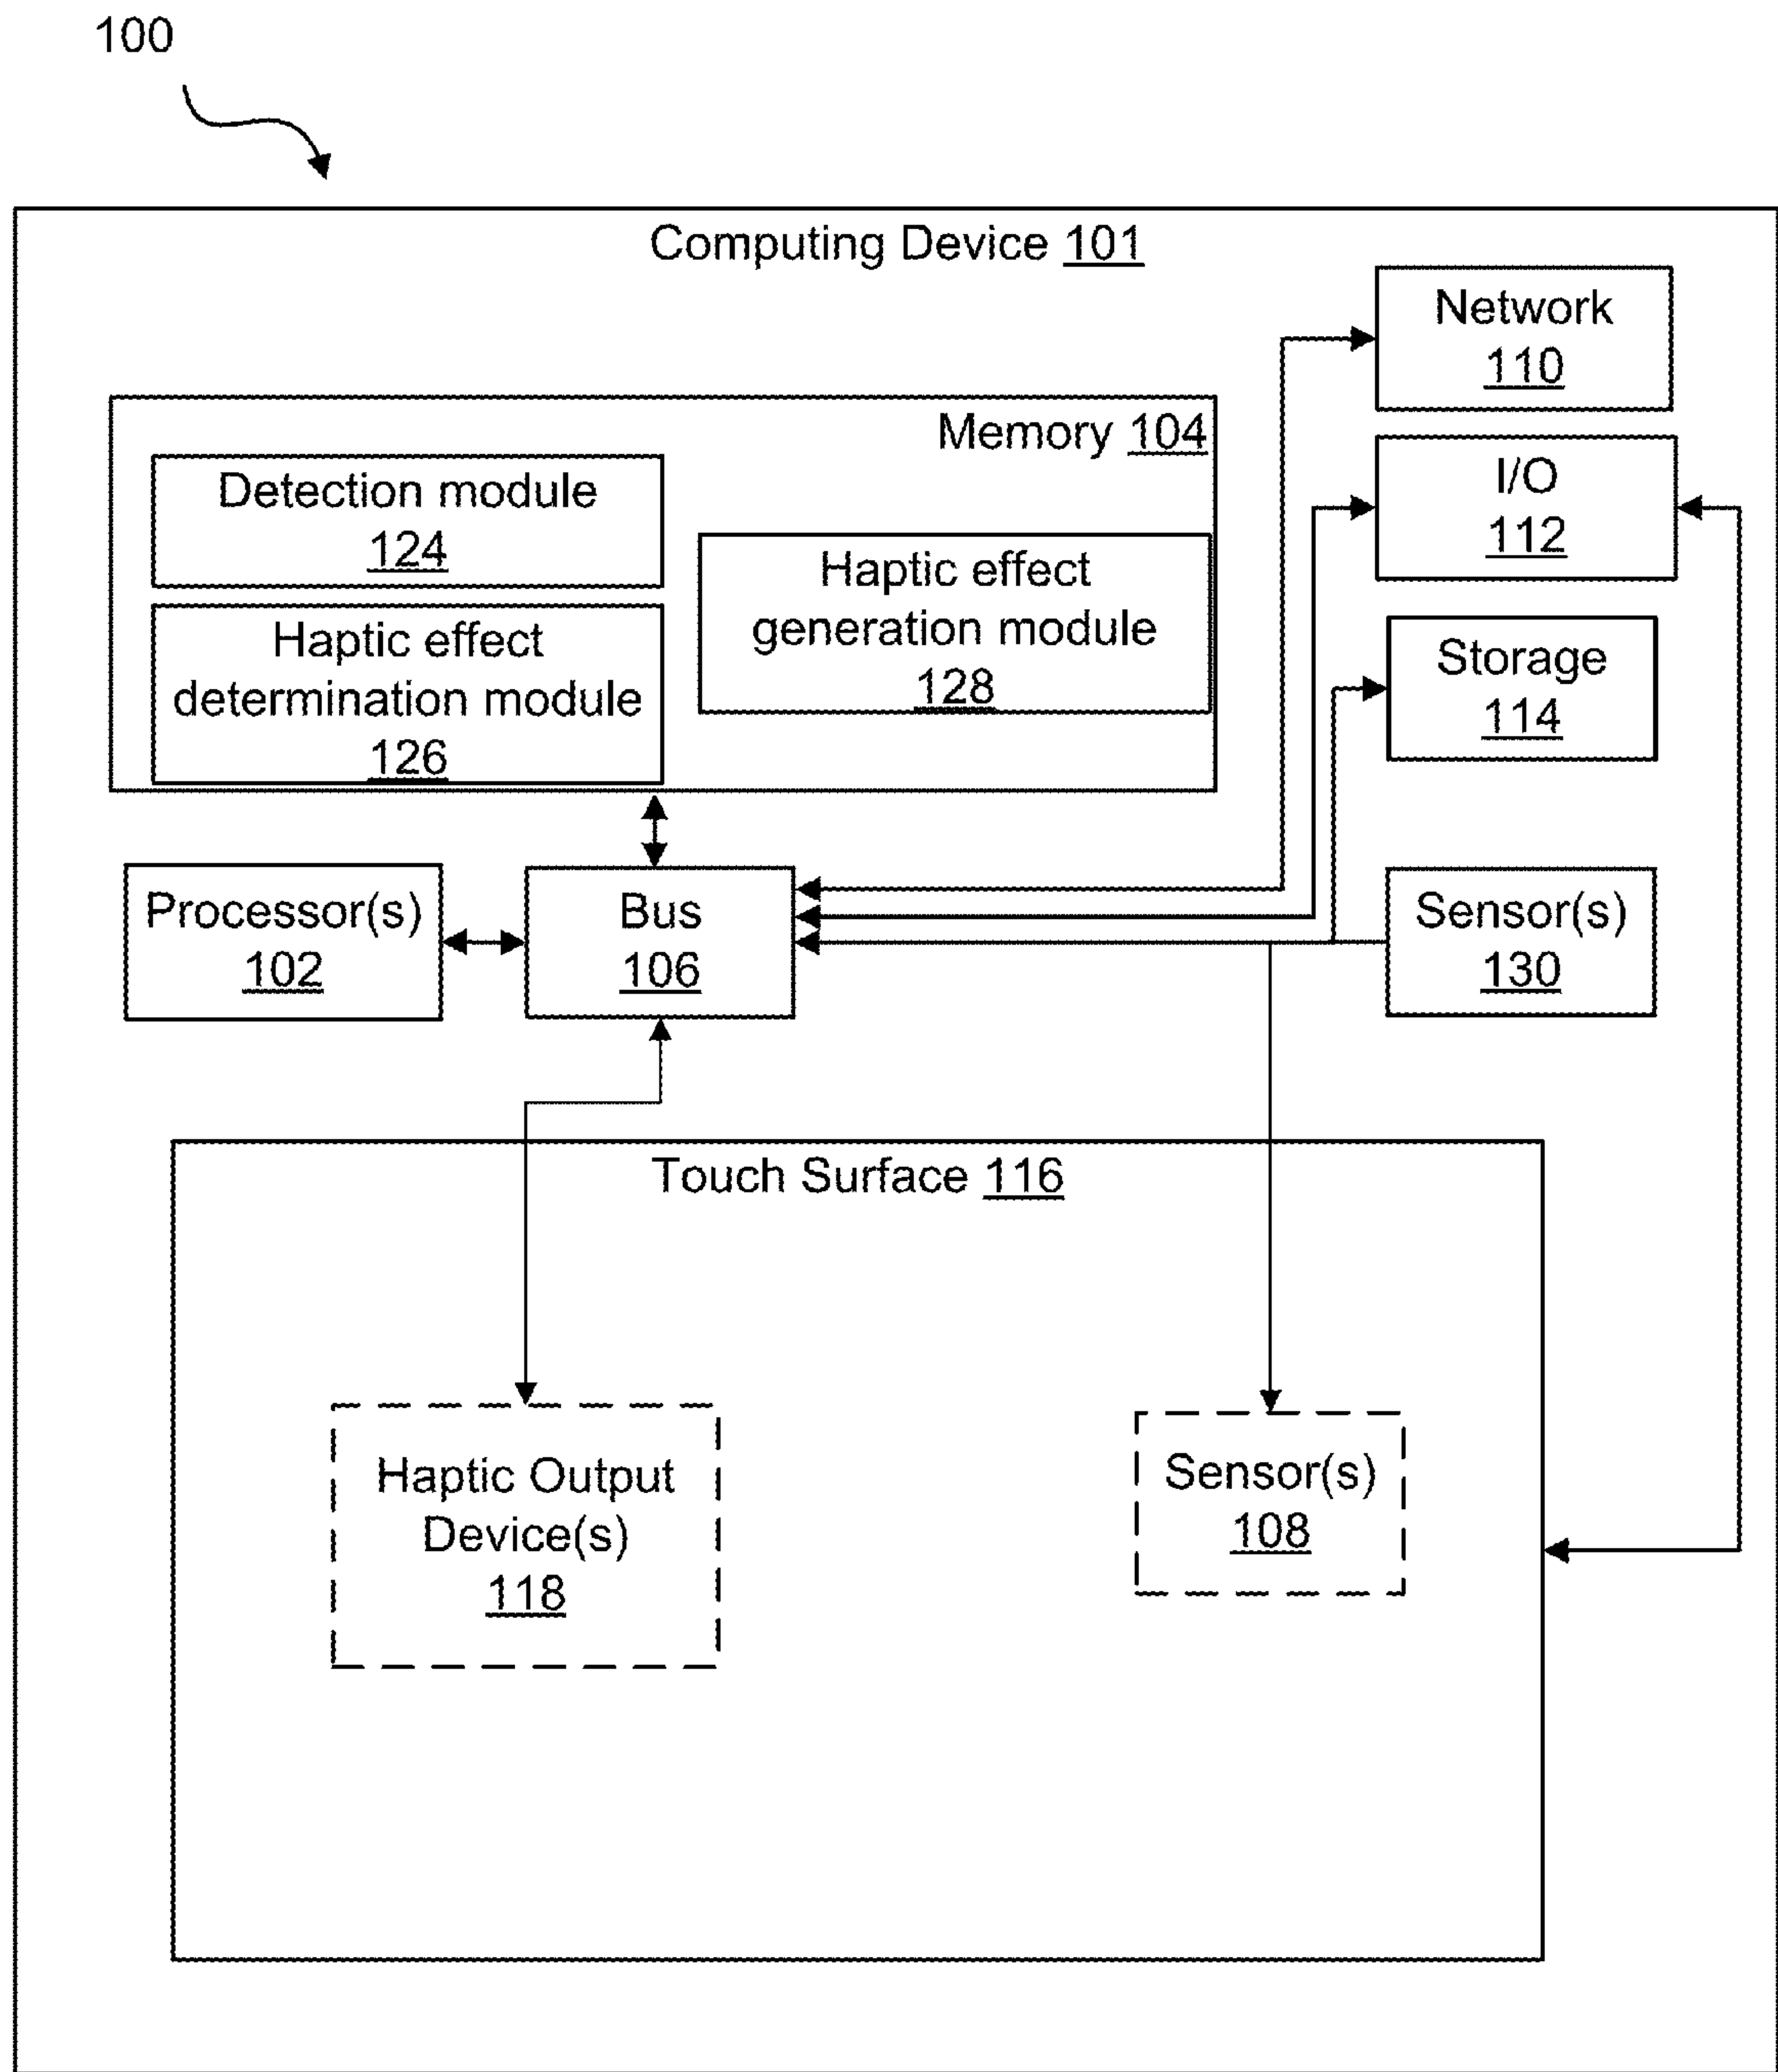 100
Computing Device 101
Network
110
Memory 104
Detection module
124
I/O
112
Haptic effect
generation module
128
Haptic effect
determination module
126
Storage
114
Processor(s)
102
Bus
106
Sensor(s)
130
Touch Surface 116
Haptic Output
Device(s)
118
Sensor(s)
108